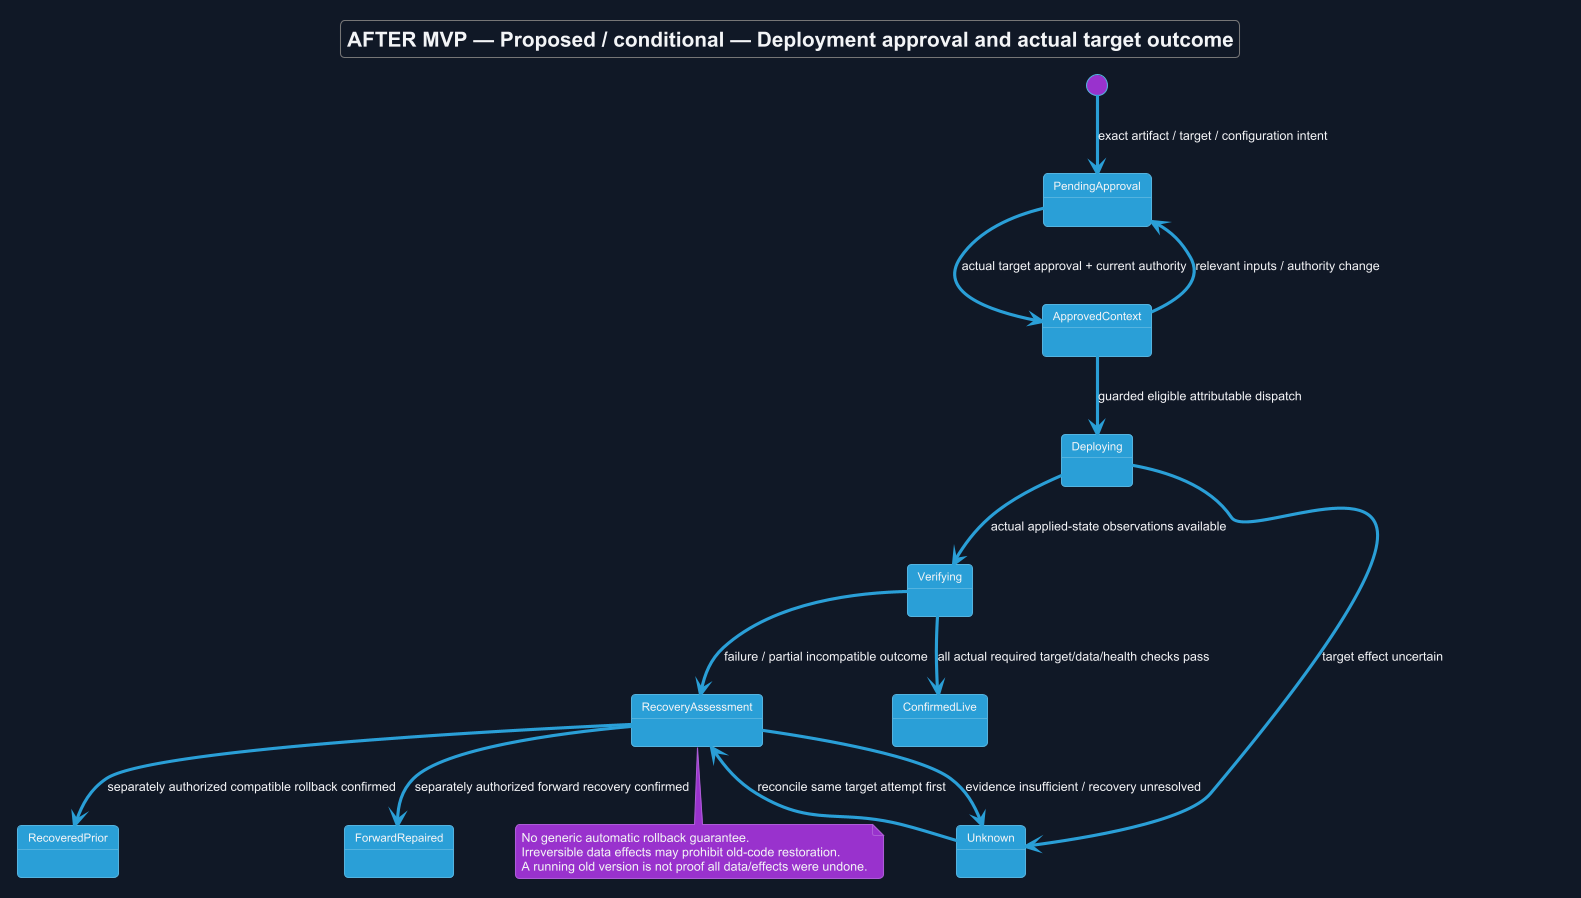 AFTER MVP — Proposed / conditional — Deployment approval and actual target outcome
exact artifact / target / configuration intent
PendingApproval
actual target approval + current authority
relevant inputs / authority change
ApprovedContext
guarded eligible attributable dispatch
Deploying
actual applied-state observations available
Verifying
failure / partial incompatible outcome
all actual required target/data/health checks pass
target effect uncertain
RecoveryAssessment
ConfirmedLive
separately authorized compatible rollback confirmed
separately authorized forward recovery confirmed
reconcile same target attempt first
evidence insufficient / recovery unresolved
RecoveredPrior
ForwardRepaired
No generic automatic rollback guarantee.
Irreversible data effects may prohibit old-code restoration.
A running old version is not proof all data/effects were undone.
Unknown